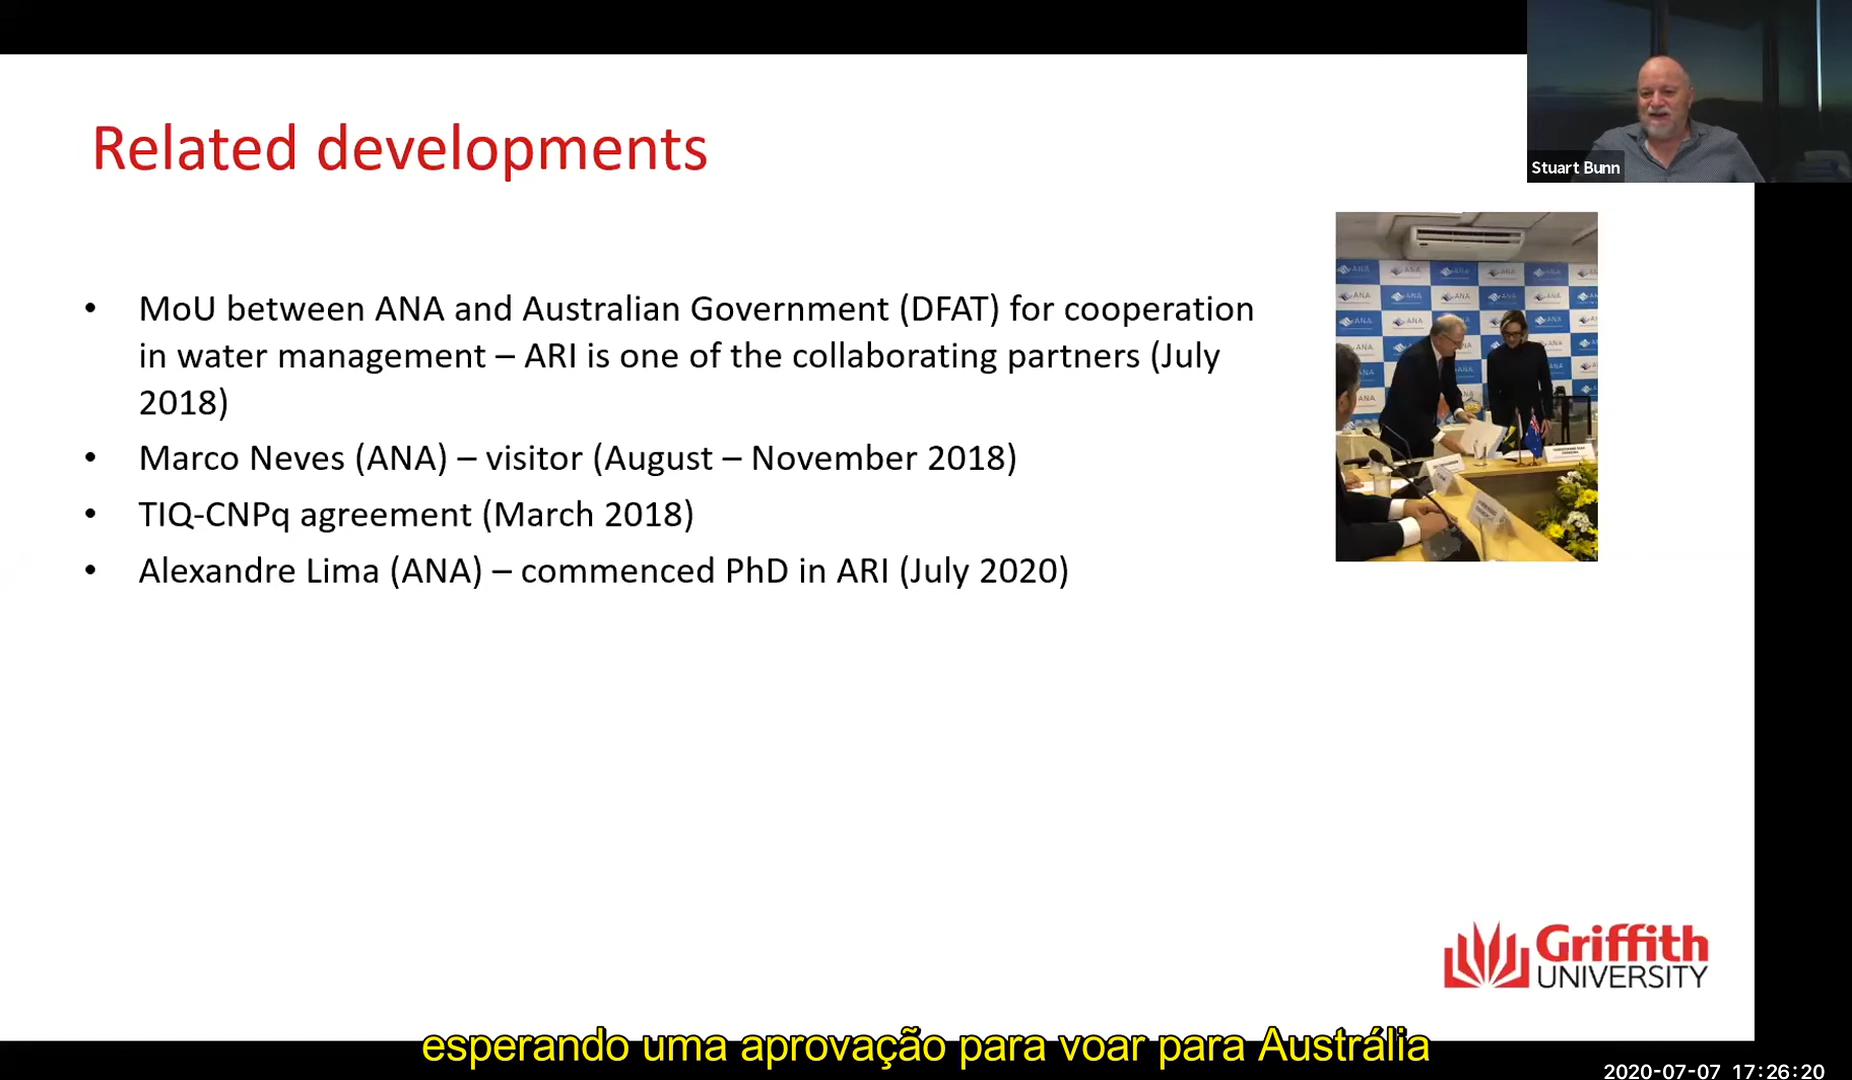 Related developments
Stuart Bunn
• MoU between ANA and Australian Government (DFAT) for cooperation
in water management – ARI is one of the collaborating partners (July
2018)
• Marco Neves (ANA) – visitor (August – November 2018)
• TIQ-CNPq agreement (March 2018)
• Alexandre Lima (ANA) – commenced PhD in ARI (July 2020)
ANA
Griffith
UNIVERSITY
esperando uma aprovação para voar para Austrália
2020-07-07 17:26:20